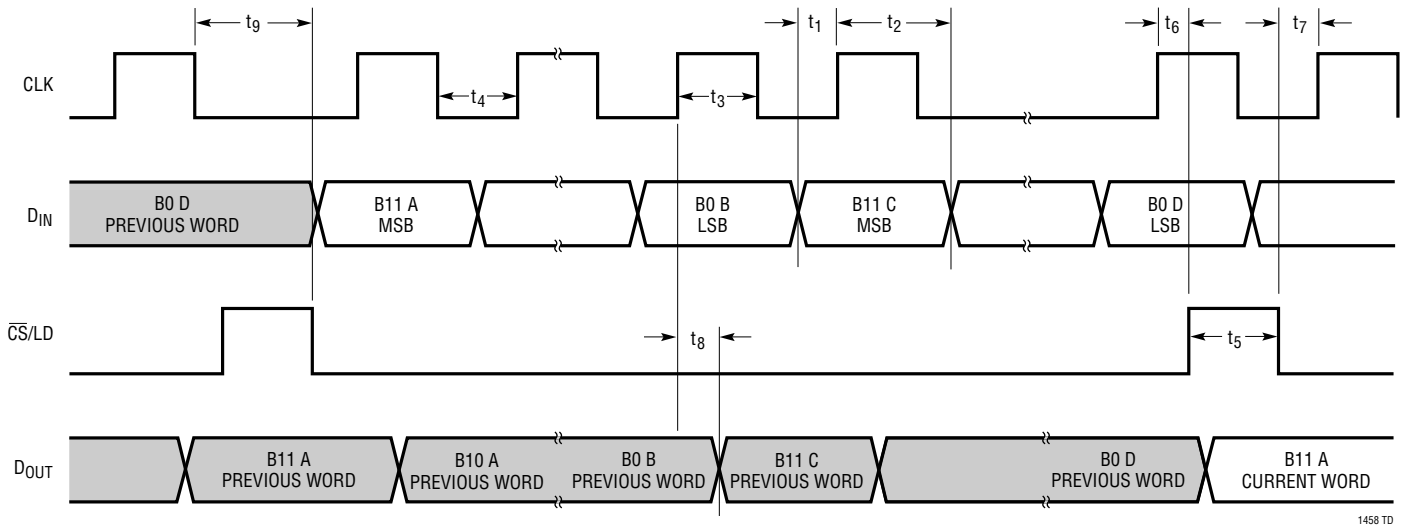 t9
t1
t2
t6
t7
CLK
t4
t3
DIN
B0 D
PREVIOUS WORD
B11 A
MSB
B0 B
LSB
B11 C
MSB
B0 D
LSB
CS/LD
t8
t5
DOUT
B11 A
PREVIOUS WORD
B10 A
PREVIOUS WORD
B0 B
PREVIOUS WORD
B11 C
PREVIOUS WORD
B0 D
PREVIOUS WORD
B11 A
CURRENT WORD
1458 TD